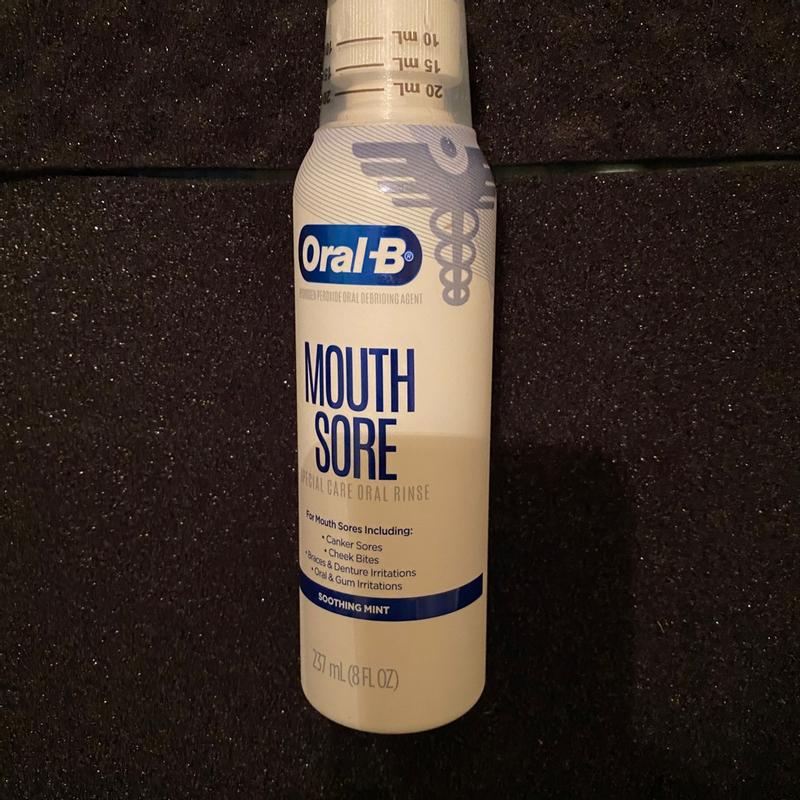 10 mL
15 mL
20 mL
Oral-B®
HYDROGEN PEROXIDE ORAL DEBRIDING AGENT
MOUTH
SORE
SPECIAL CARE ORAL RINSE
For Mouth Sores Including:
• Canker Sores
• Cheek Bites
• Braces & Denture Irritations
• Oral & Gum Irritations
SOOTHING MINT
237 mL (8 FL OZ)